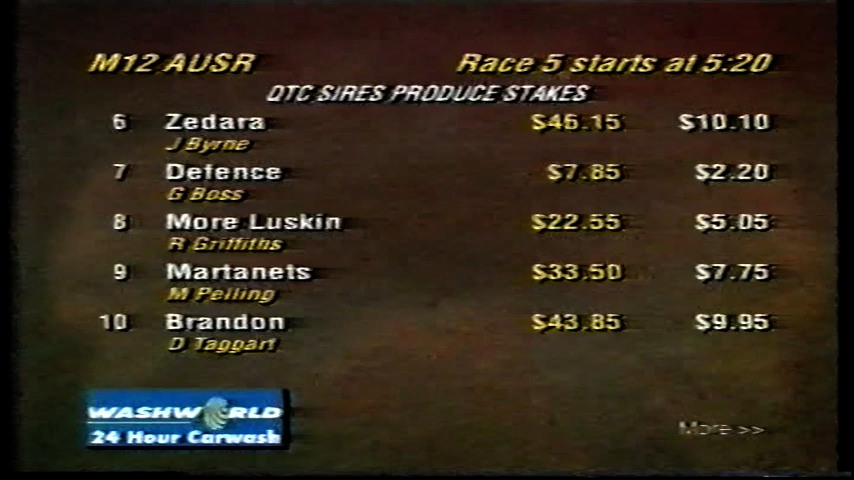 M12 AUSR Race 5 starts at 5:20
QTC SIRES PRODUCE STAKES
6 Zedara $46.15 $10.10
J Byrne
7 Defence $7.85 $2.20
G Boss
8 More Luskin $22.55 $5.05
R Griffiths
9 Martanets $33.50 $7.75
M Pelling
10 Brandon $43.85 $9.95
D Taggart
WASHWORLD
24 Hour Carwash
More >>